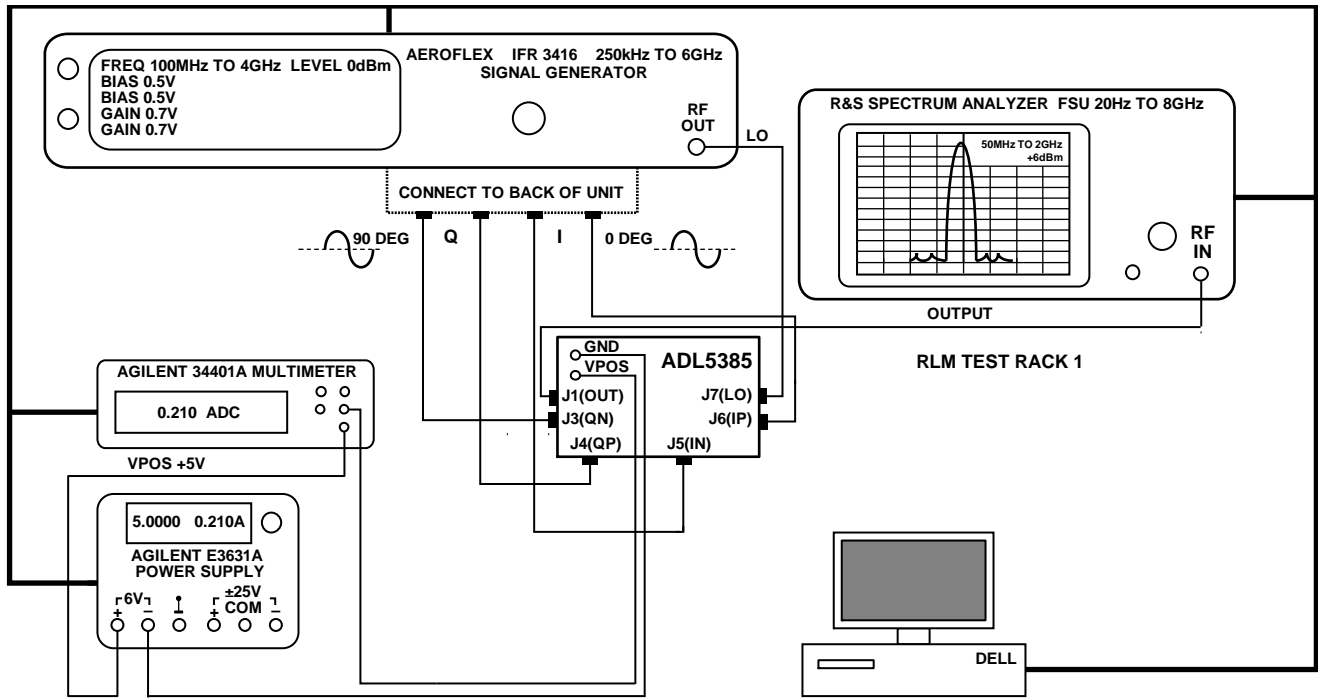 AEROFLEX IFR 3416 250kHz TO 6GHz
SIGNAL GENERATOR
FREQ 100MHz TO 4GHz LEVEL 0dBm
BIAS 0.5V
BIAS 0.5V
GAIN 0.7V
GAIN 0.7V
RF
OUT
LO
R&S SPECTRUM ANALYZER FSU 20Hz TO 8GHz
50MHz TO 2GHz
+6dBm
RF
IN
CONNECT TO BACK OF UNIT
90 DEG
Q
I
0 DEG
OUTPUT
RLM TEST RACK 1
GND
VPOS
ADL5385
J1(OUT)
J7(LO)
J3(QN)
J6(IP)
J4(QP)
J5(IN)
AGILENT 34401A MULTIMETER
0.210 ADC
VPOS +5V
5.0000 0.210A
AGILENT E3631A
POWER SUPPLY
6V
±25V
COM
+
–
+
–
DELL